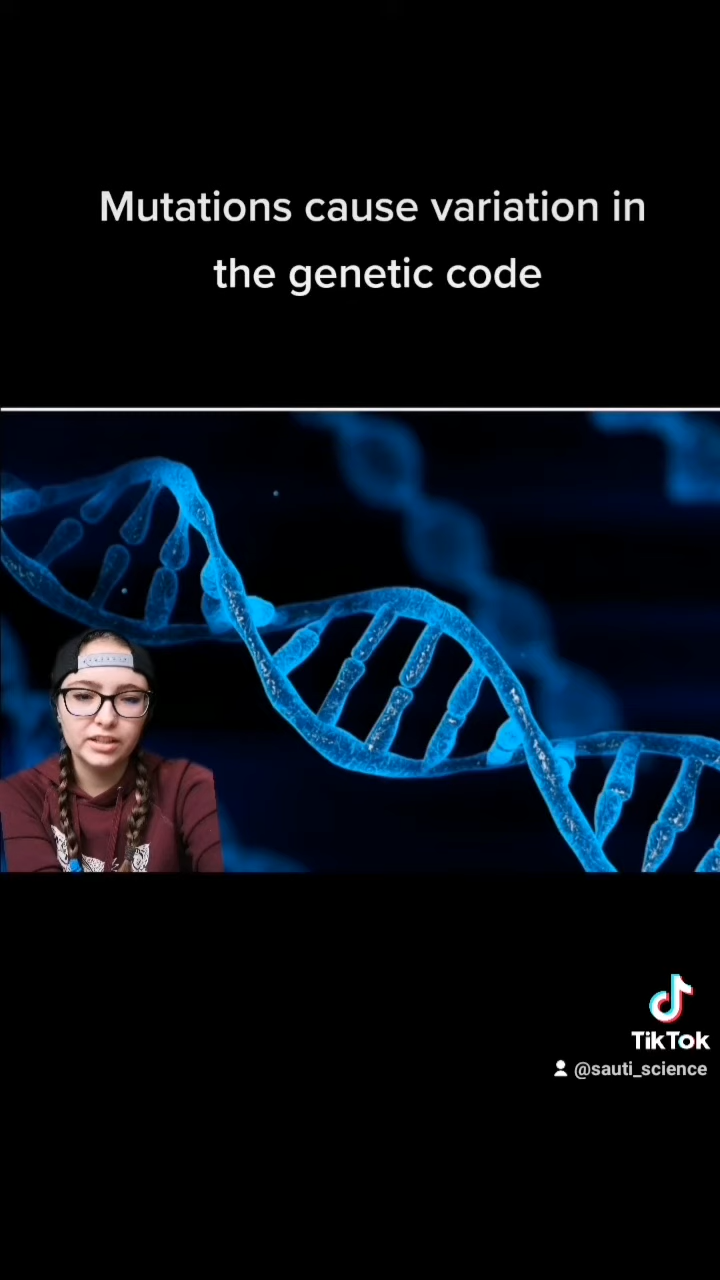 Mutations cause variation in
the genetic code
TikTok
@sauti_science